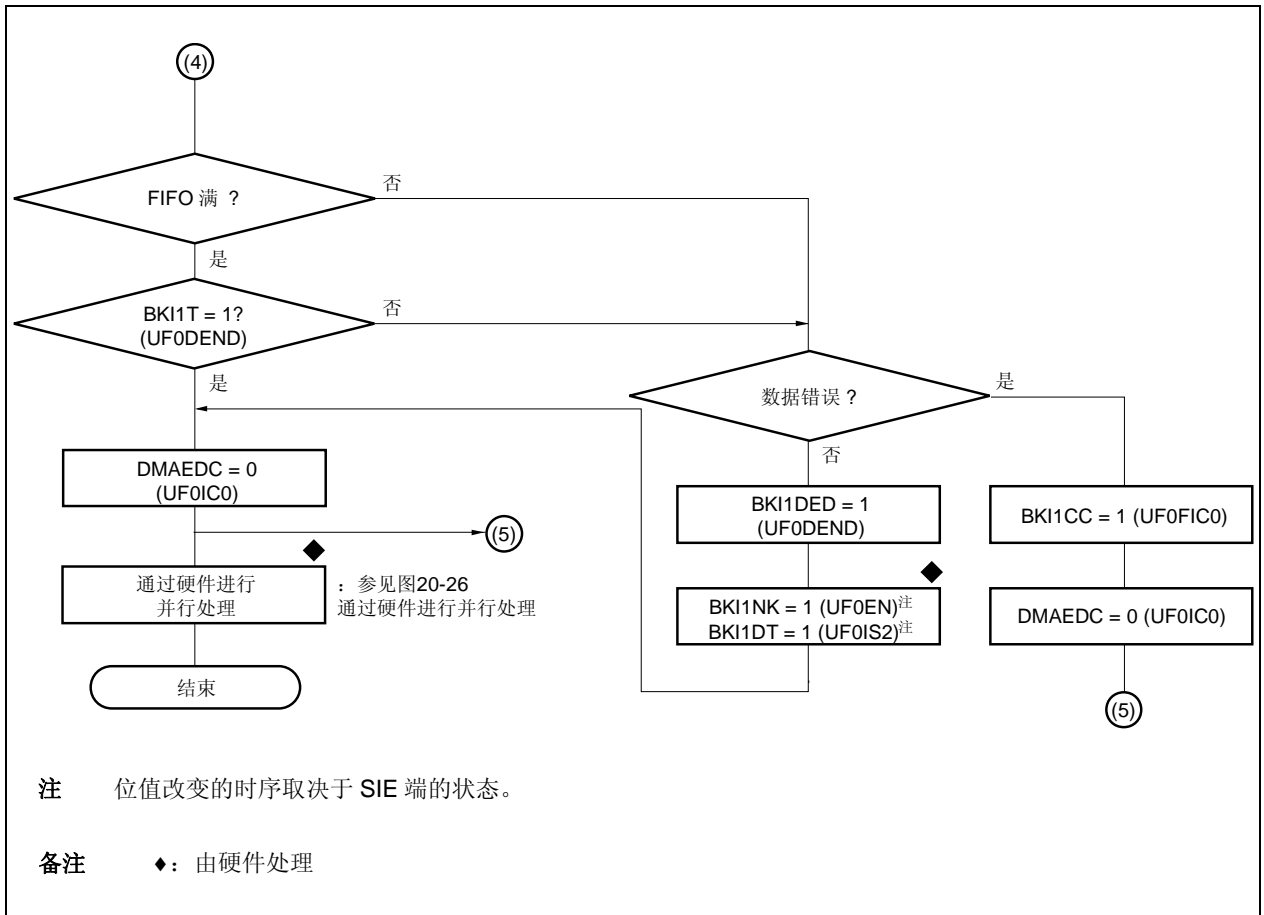 (4)
FIFO 满 ?
否
是
BKI1T = 1?
(UF0DEND)
否
是
数据错误 ?
是
否
DMAEDC = 0
(UF0IC0)
(5)
通过硬件进行
并行处理
◆
：参见图20-26
通过硬件进行并行处理
结束
BKI1DED = 1
(UF0DEND)
◆
BKI1NK = 1 (UF0EN)注
BKI1DT = 1 (UF0IS2)注
BKI1CC = 1 (UF0FIC0)
DMAEDC = 0 (UF0IC0)
(5)
注 位值改变的时序取决于 SIE 端的状态。
备注 ♦：由硬件处理